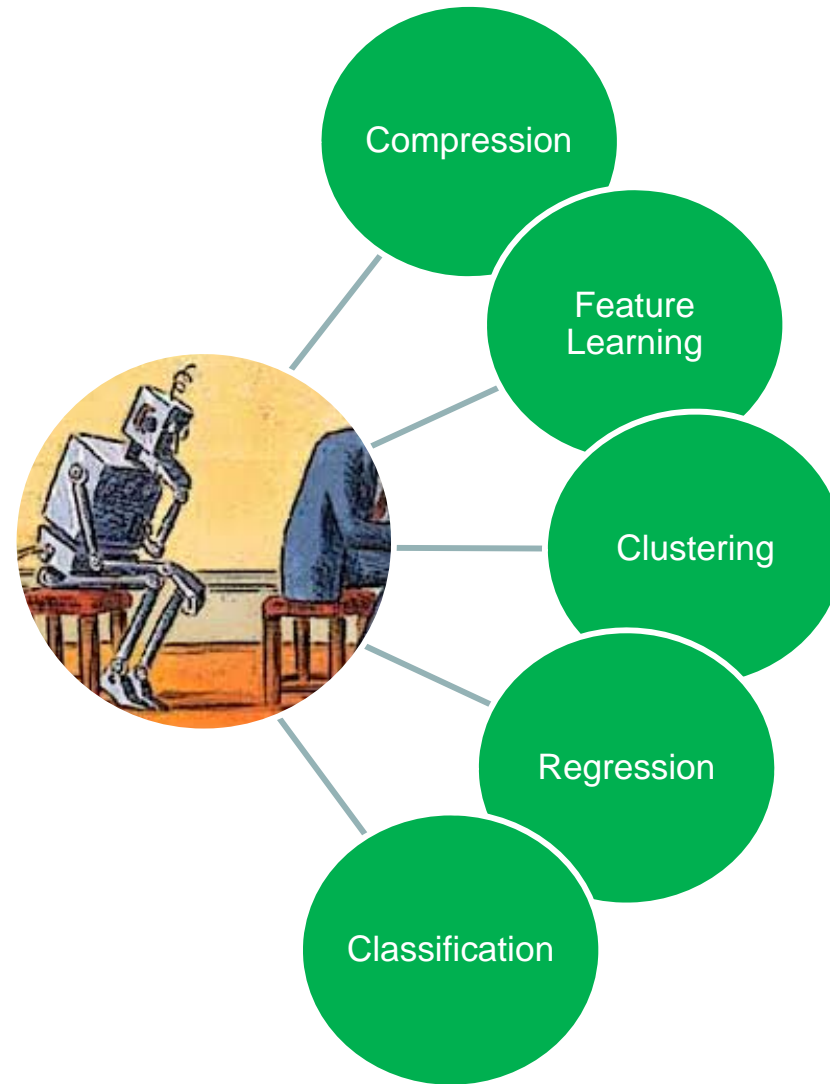 Compression
Feature
Learning
Clustering
Regression
Classification